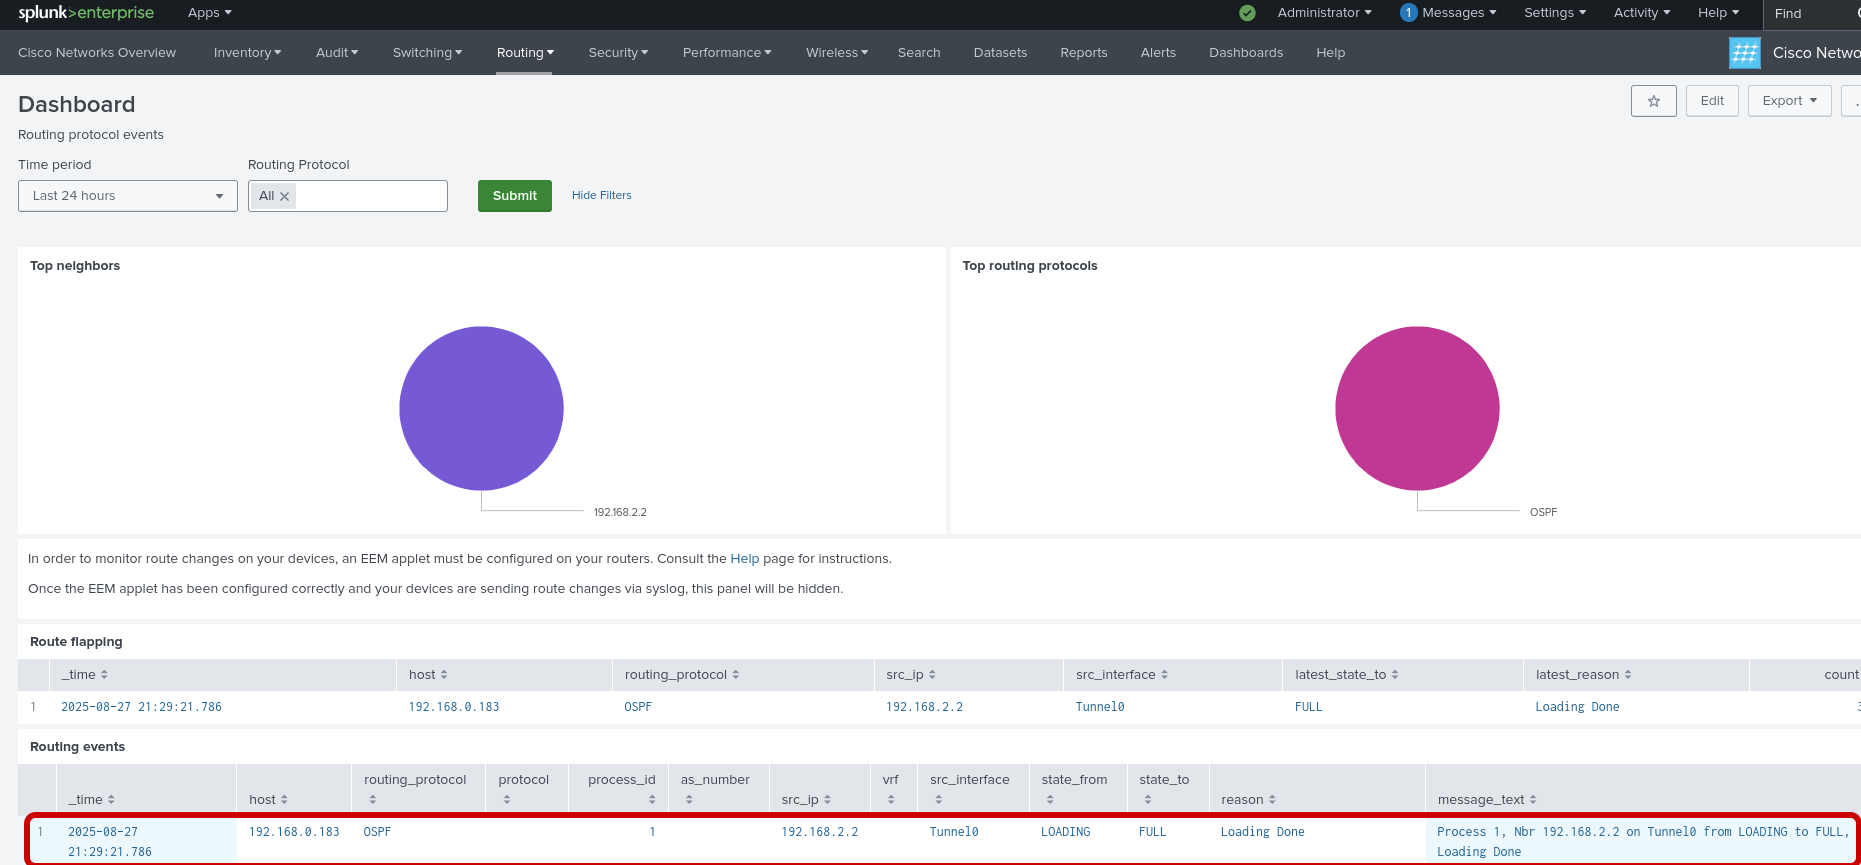 splunk>enterprise Apps Administrator 1 Messages Settings Activity Help Find
Cisco Networks Overview Inventory Audit Switching Routing Security Performance Wireless Search Datasets Reports Alerts Dashboards Help Cisco Netwo
Dashboard
Edit Export
Routing protocol events
Time period Routing Protocol
Last 24 hours All Submit Hide Filters
Top neighbors Top routing protocols
192.168.2.2 OSPF
In order to monitor route changes on your devices, an EEM applet must be configured on your routers. Consult the Help page for instructions.
Once the EEM applet has been configured correctly and your devices are sending route changes via syslog, this panel will be hidden.
Route flapping
_time host routing_protocol src_ip src_interface latest_state_to latest_reason count
1 2025-08-27 21:29:21.786 192.168.0.183 OSPF 192.168.2.2 Tunnel0 FULL Loading Done
Routing events
_time host routing_protocol protocol process_id as_number src_ip vrf src_interface state_from state_to reason message_text
1 2025-08-27 192.168.0.183 OSPF 1 192.168.2.2 Tunnel0 LOADING FULL Loading Done Process 1, Nbr 192.168.2.2 on Tunnel0 from LOADING to FULL,
21:29:21.786 Loading Done